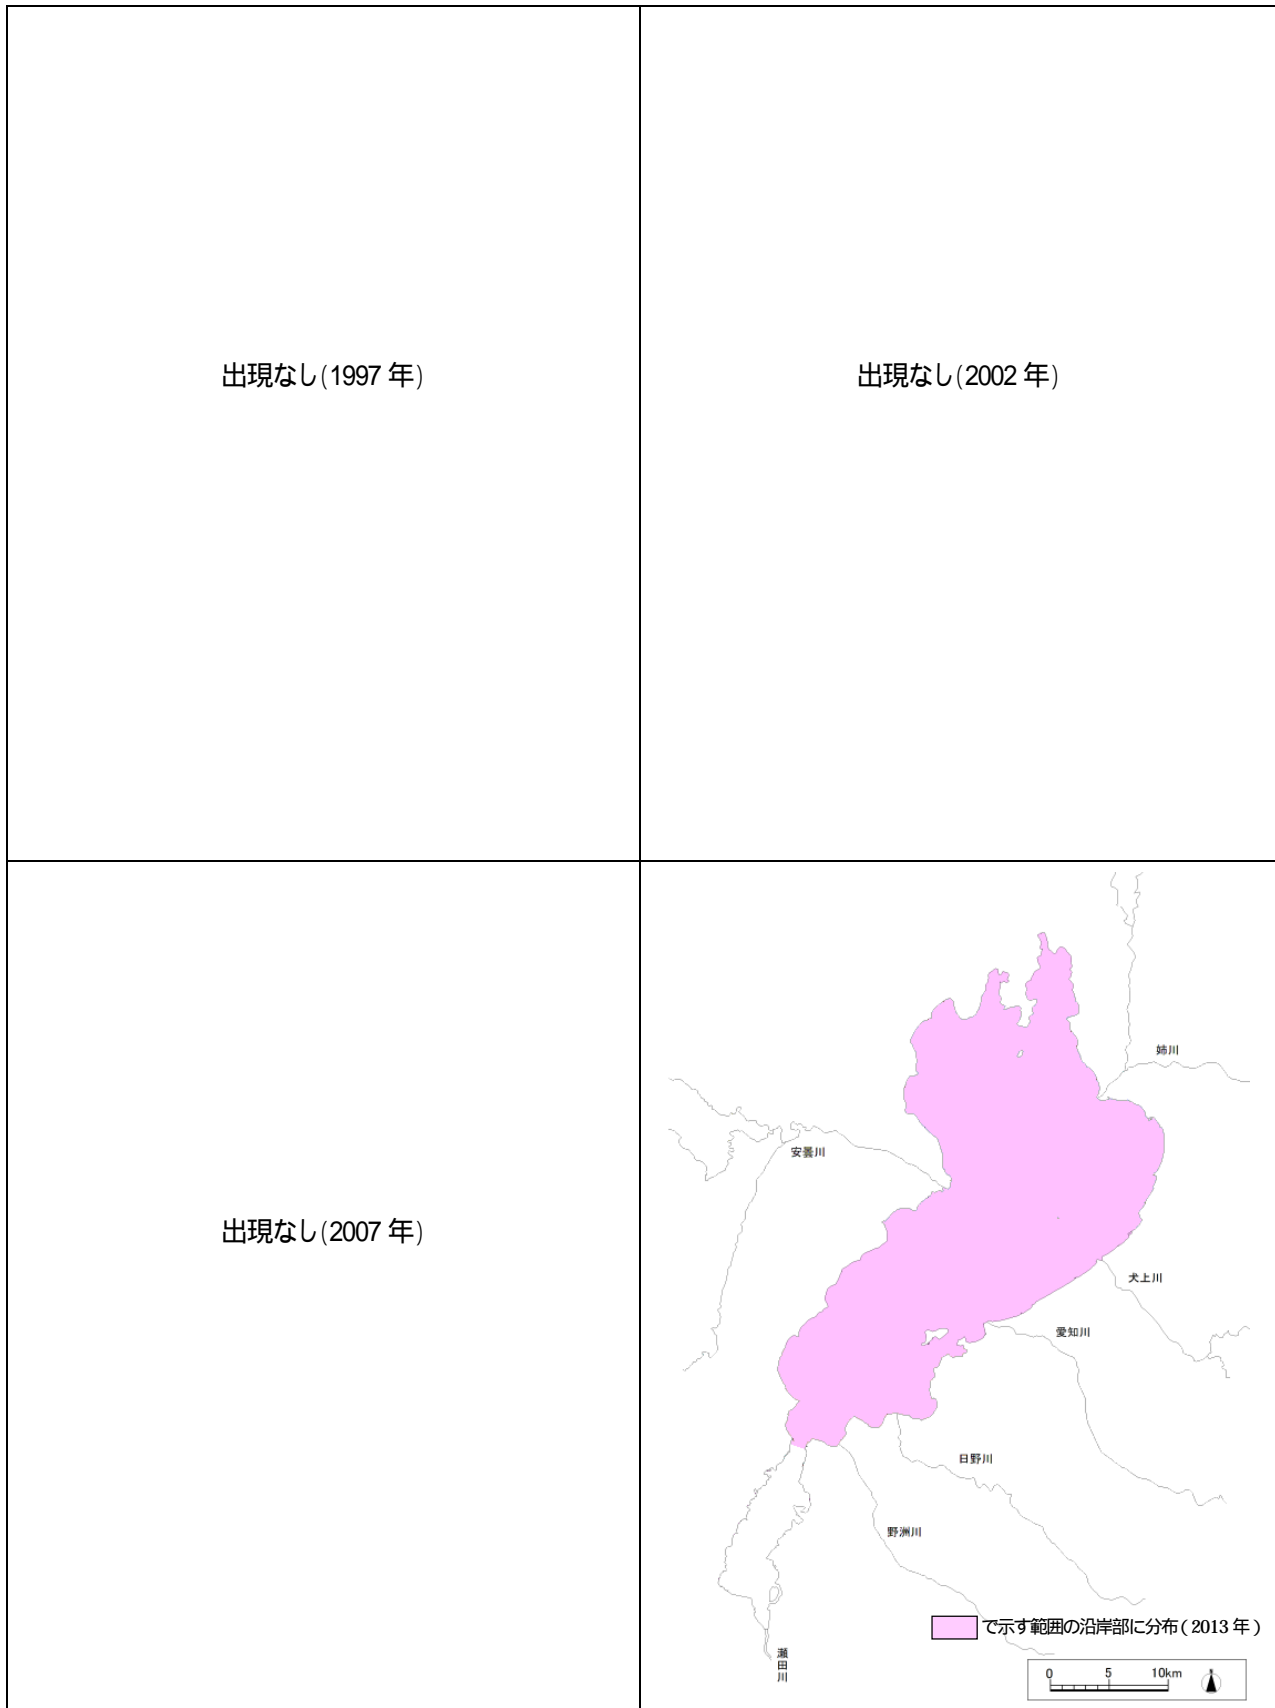 出現なし(1997 年)
出現なし(2002 年)
出現なし(2007 年)
姉川
安曇川
犬上川
愛知川
日野川
野洲川
瀬田川
で示す範囲の沿岸部に分布(2013 年)
0 5 10km